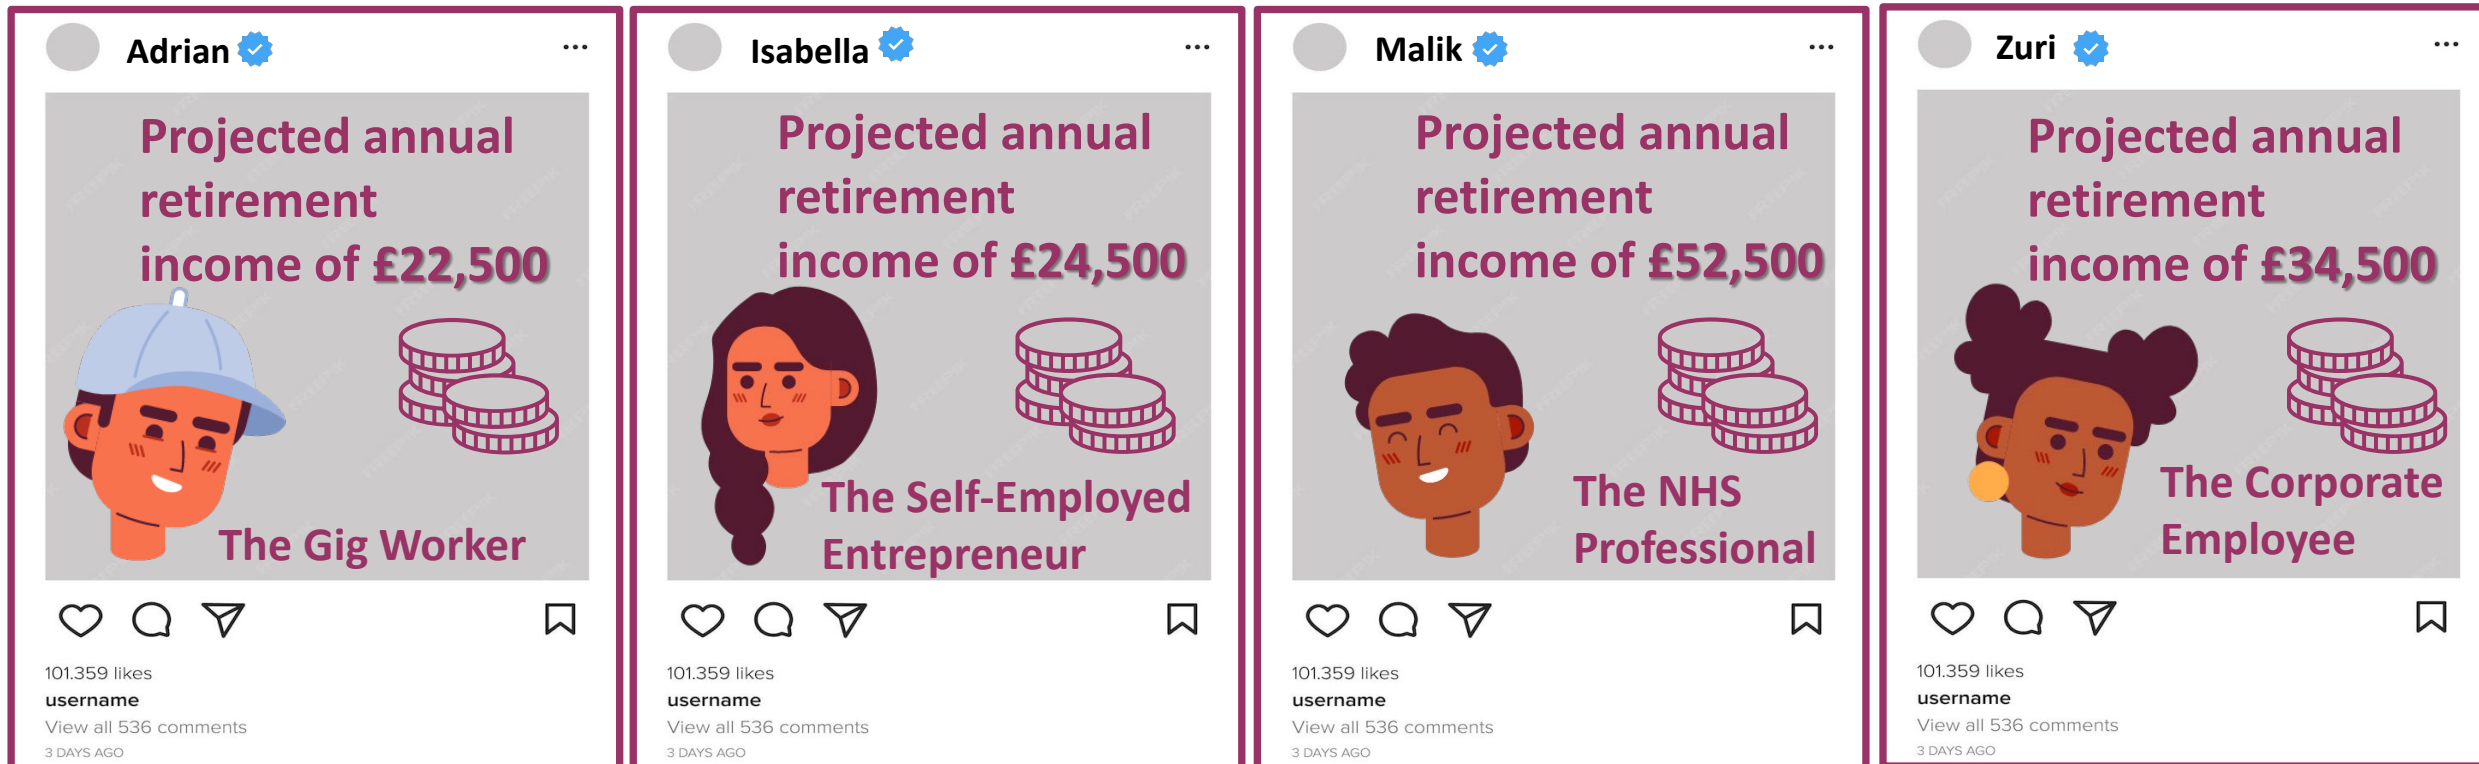 Adrian
...
Projected annual
retirement
income of £22,500
The Gig Worker
101.359 likes
username
View all 536 comments
3 DAYS AGO
Isabella
...
Projected annual
retirement
income of £24,500
The Self-Employed
Entrepreneur
101.359 likes
username
View all 536 comments
3 DAYS AGO
Malik
...
Projected annual
retirement
income of £52,500
The NHS
Professional
101.359 likes
username
View all 536 comments
3 DAYS AGO
Zuri
...
Projected annual
retirement
income of £34,500
The Corporate
Employee
101.359 likes
username
View all 536 comments
3 DAYS AGO